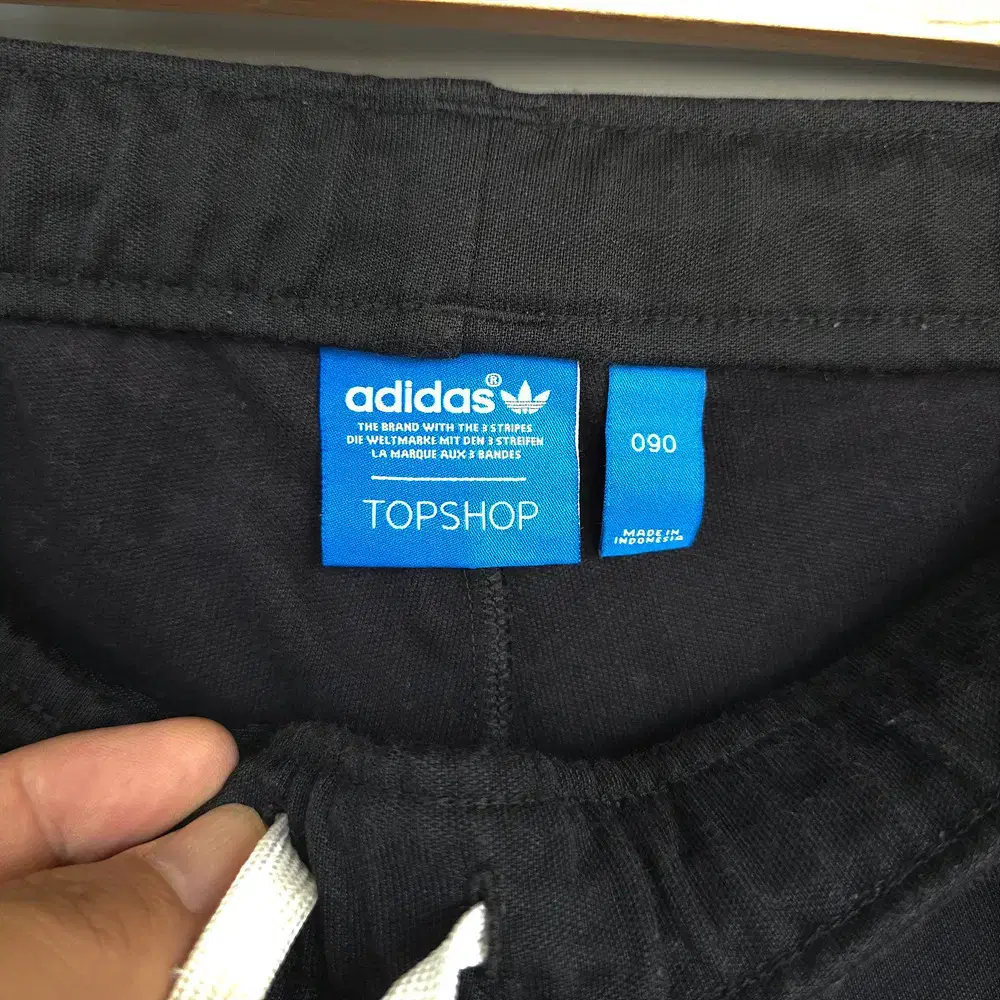 adidas®
THE BRAND WITH THE 3 STRIPES
DIE WELTMARKE MIT DEN 3 STREIFEN
LA MARQUE AUX 3 BANDES
TOPSHOP
090
MADE IN
INDONESIA